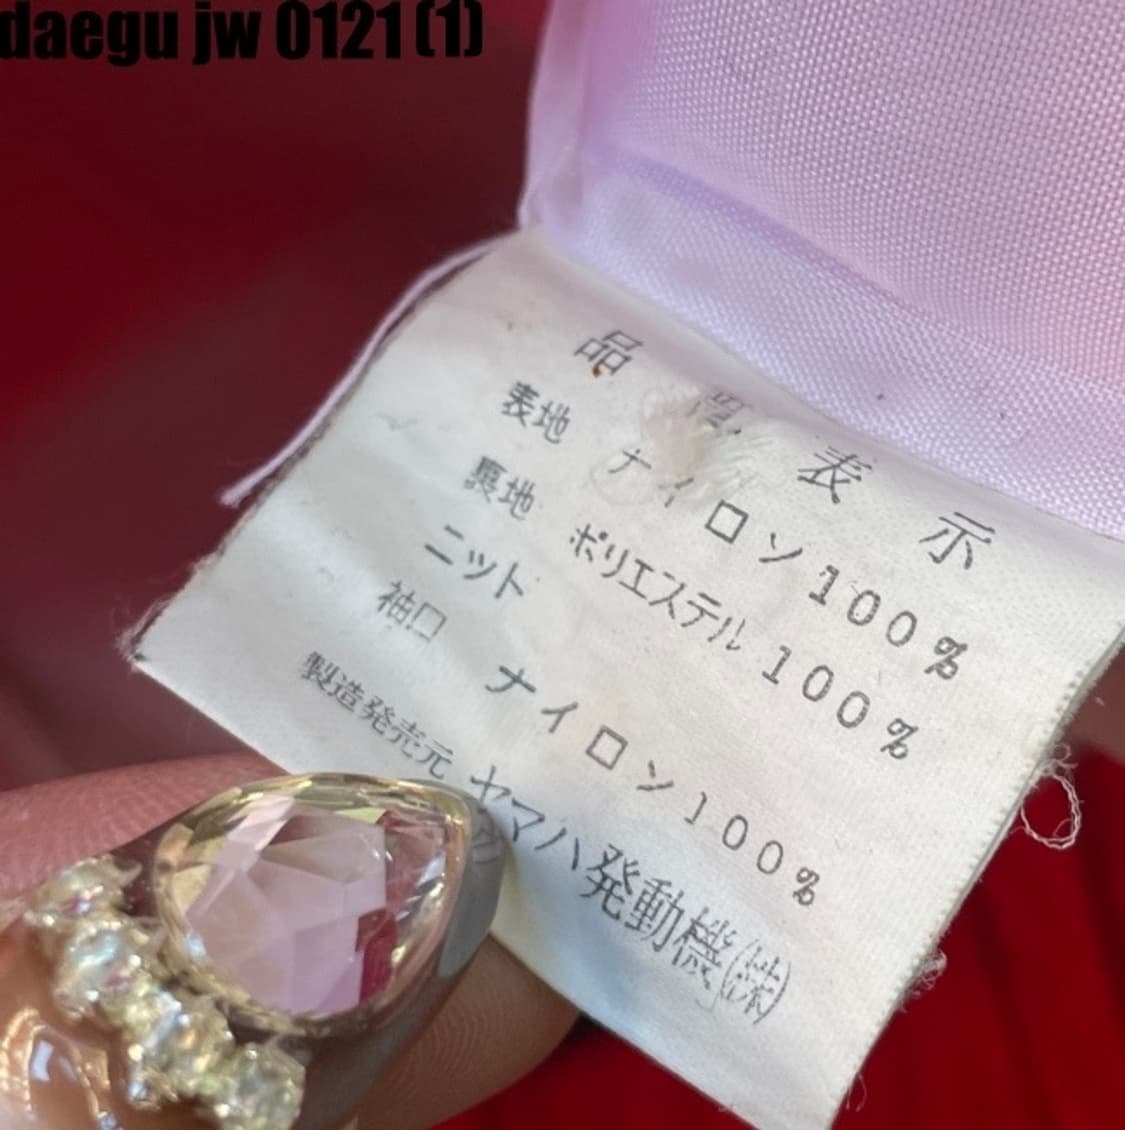 daegu jw 0121 (1)
品質表示
表地 ナイロン100%
裏地 ポリエステル100%
ニット
袖口 ナイロン100%
製造発売元 ヤマハ発動機(株)